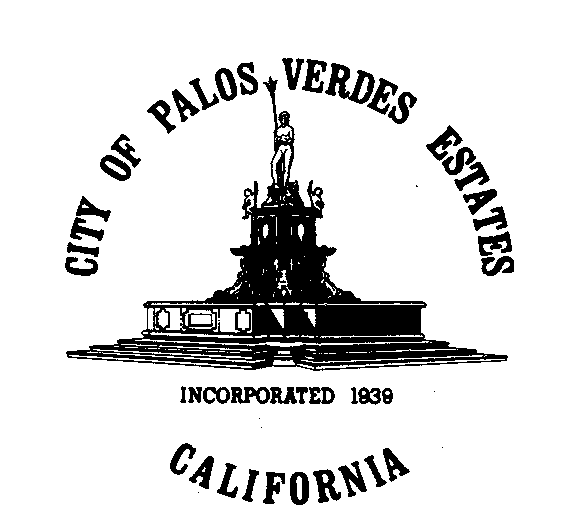 CITY OF PALOS VERDES ESTATES
INCORPORATED 1939
CALIFORNIA